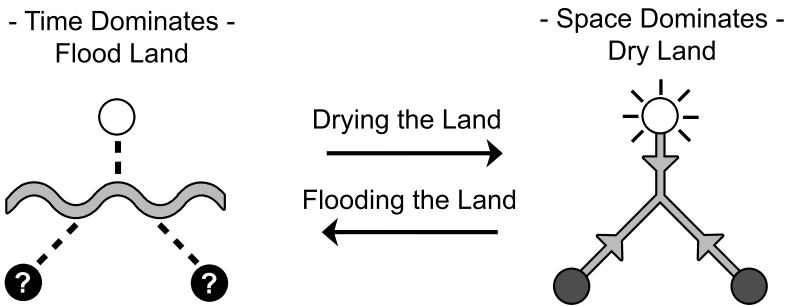 - Time Dominates -
Flood Land
- Space Dominates -
Dry Land
Drying the Land
Flooding the Land
?
?